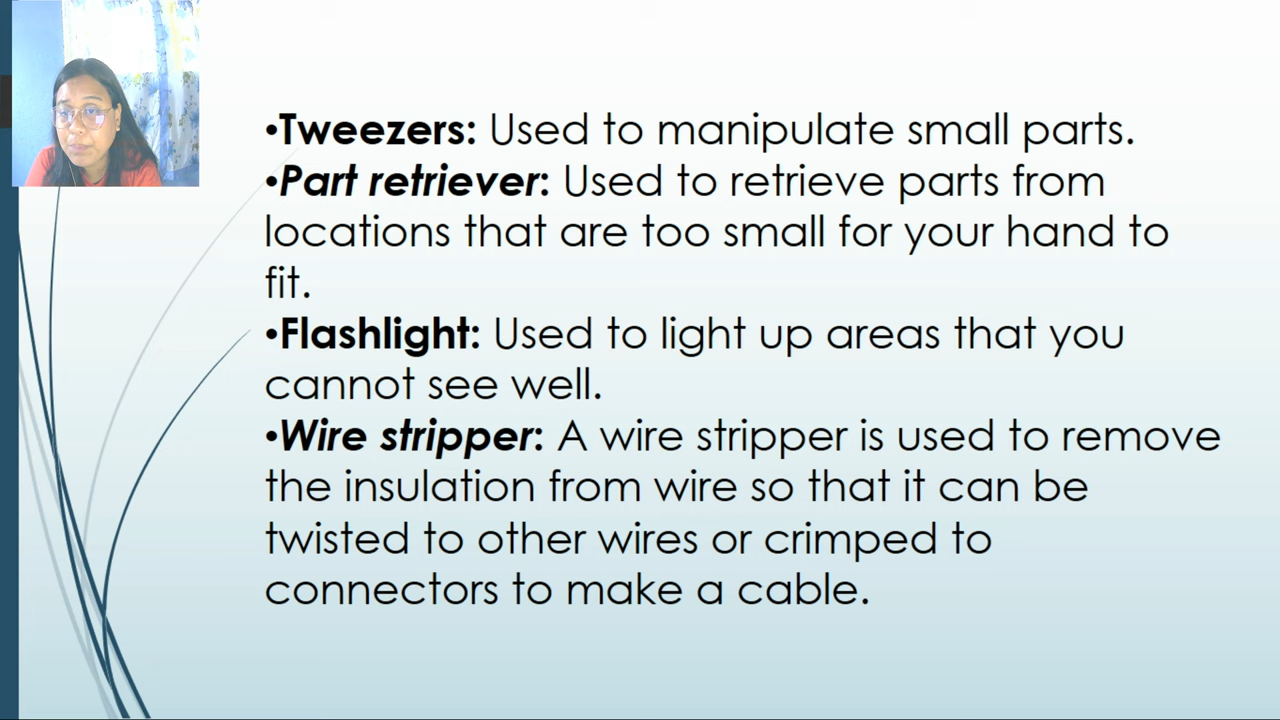 •Tweezers: Used to manipulate small parts.
•Part retriever: Used to retrieve parts from
locations that are too small for your hand to
fit.
•Flashlight: Used to light up areas that you
cannot see well.
•Wire stripper: A wire stripper is used to remove
the insulation from wire so that it can be
twisted to other wires or crimped to
connectors to make a cable.